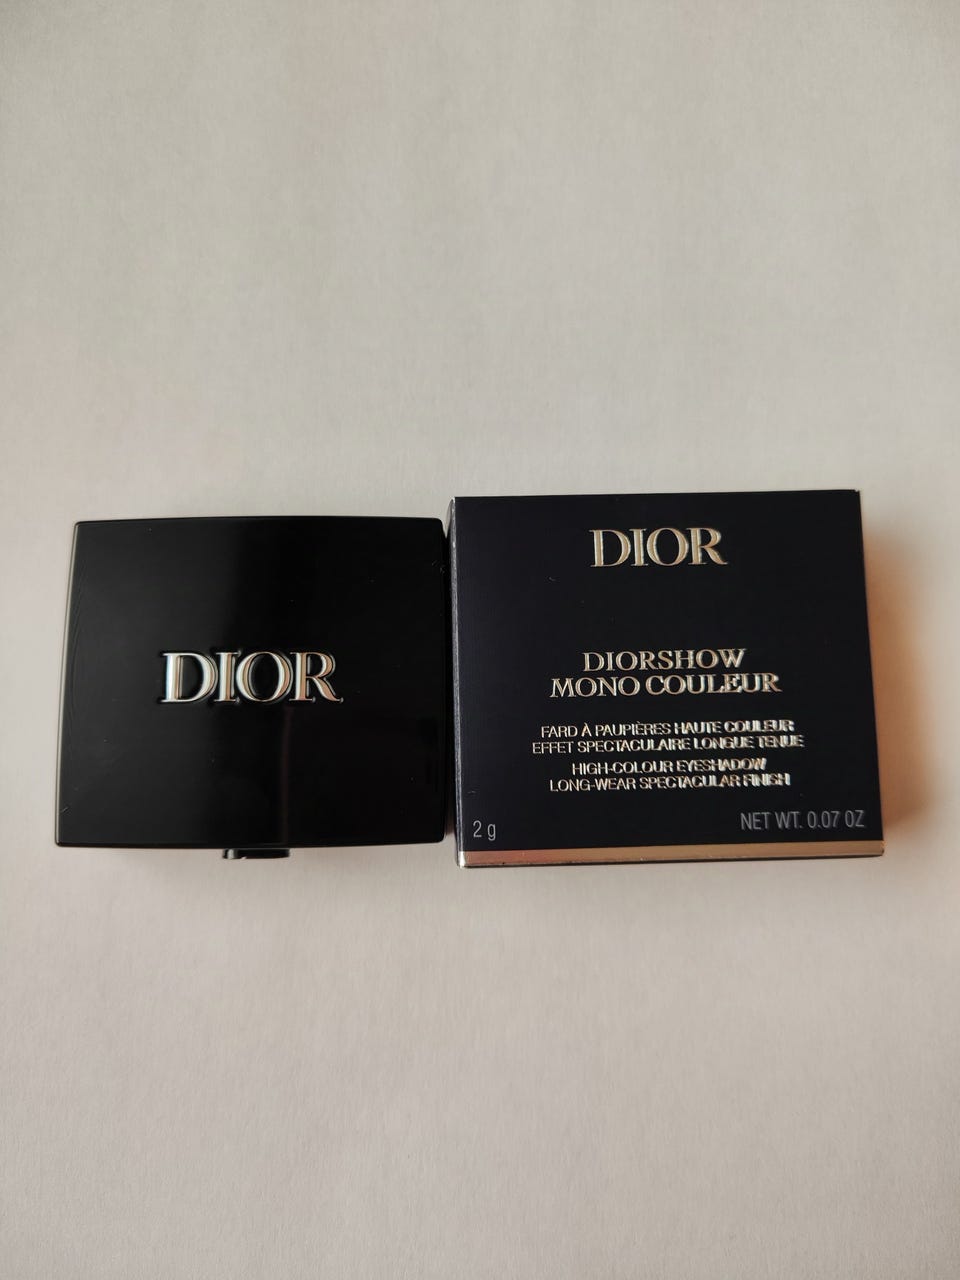 DIOR
DIOR
DIORSHOW
MONO COULEUR
FARD À PAUPIÈRES HAUTE COULEUR
EFFET SPECTACULAIRE LONGUE TENUE
HIGH-COLOUR EYESHADOW
LONG-WEAR SPECTACULAR FINISH
2 g
NET WT. 0.07 OZ